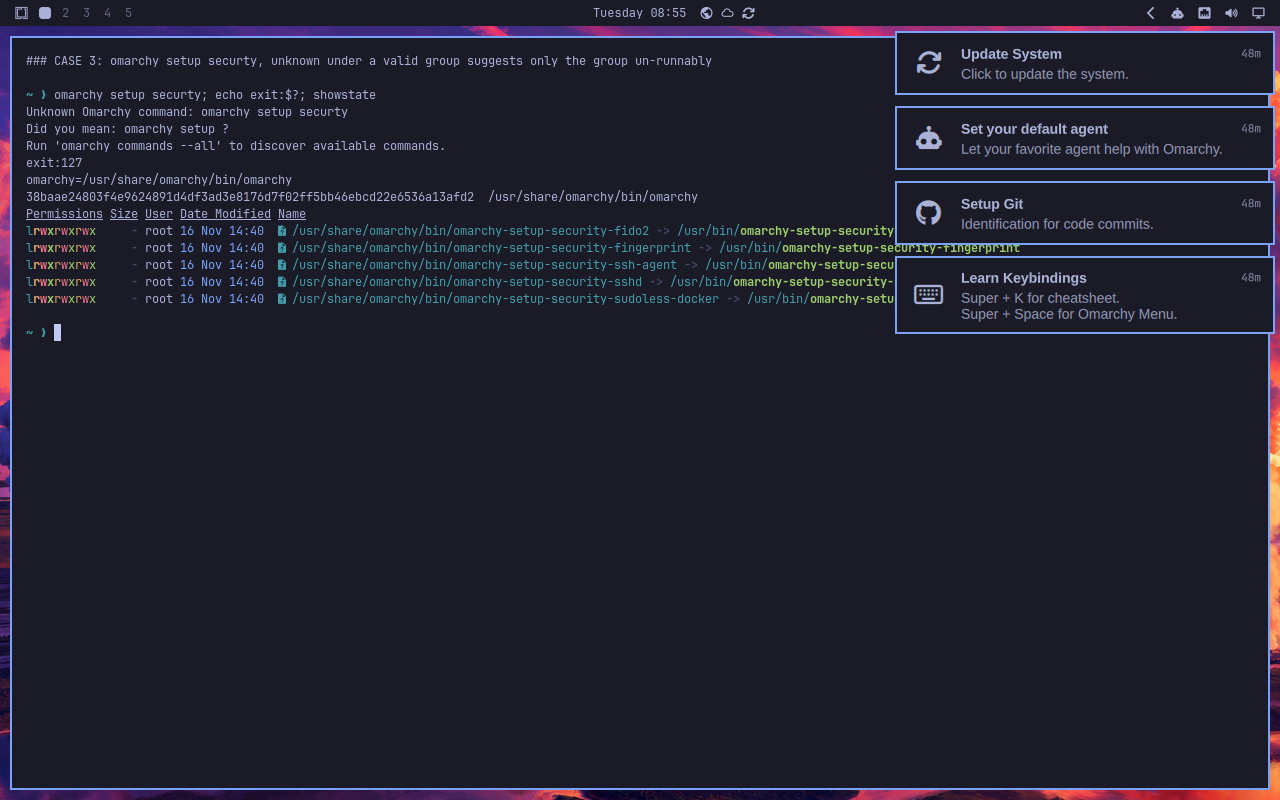 2 3 4 5 Tuesday 08:55
### CASE 3: omarchy setup securty, unknown under a valid group suggests only the group un-runnably
~ ❯ omarchy setup securty; echo exit:$?; showstate
Unknown Omarchy command: omarchy setup securty
Did you mean: omarchy setup ?
Run 'omarchy commands --all' to discover available commands.
exit:127
omarchy=/usr/share/omarchy/bin/omarchy
38baae24803f4e9624891d4df3ad3e8176d7f02ff5bb46ebcd22e6536a13afd2  /usr/share/omarchy/bin/omarchy
Permissions Size User Date Modified Name
lrwxrwxrwx - root 16 Nov 14:40 /usr/share/omarchy/bin/omarchy-setup-security-fido2 -> /usr/bin/omarchy-setup-security
lrwxrwxrwx - root 16 Nov 14:40 /usr/share/omarchy/bin/omarchy-setup-security-fingerprint -> /usr/bin/omarchy-setup-security-fingerprint
lrwxrwxrwx - root 16 Nov 14:40 /usr/share/omarchy/bin/omarchy-setup-security-ssh-agent -> /usr/bin/omarchy-setup-secu
lrwxrwxrwx - root 16 Nov 14:40 /usr/share/omarchy/bin/omarchy-setup-security-sshd -> /usr/bin/omarchy-setup-security-
lrwxrwxrwx - root 16 Nov 14:40 /usr/share/omarchy/bin/omarchy-setup-security-sudoless-docker -> /usr/bin/omarchy-setu
~ ❯
Update System 48m
Click to update the system.
Set your default agent 48m
Let your favorite agent help with Omarchy.
Setup Git 48m
Identification for code commits.
Learn Keybindings 48m
Super + K for cheatsheet.
Super + Space for Omarchy Menu.